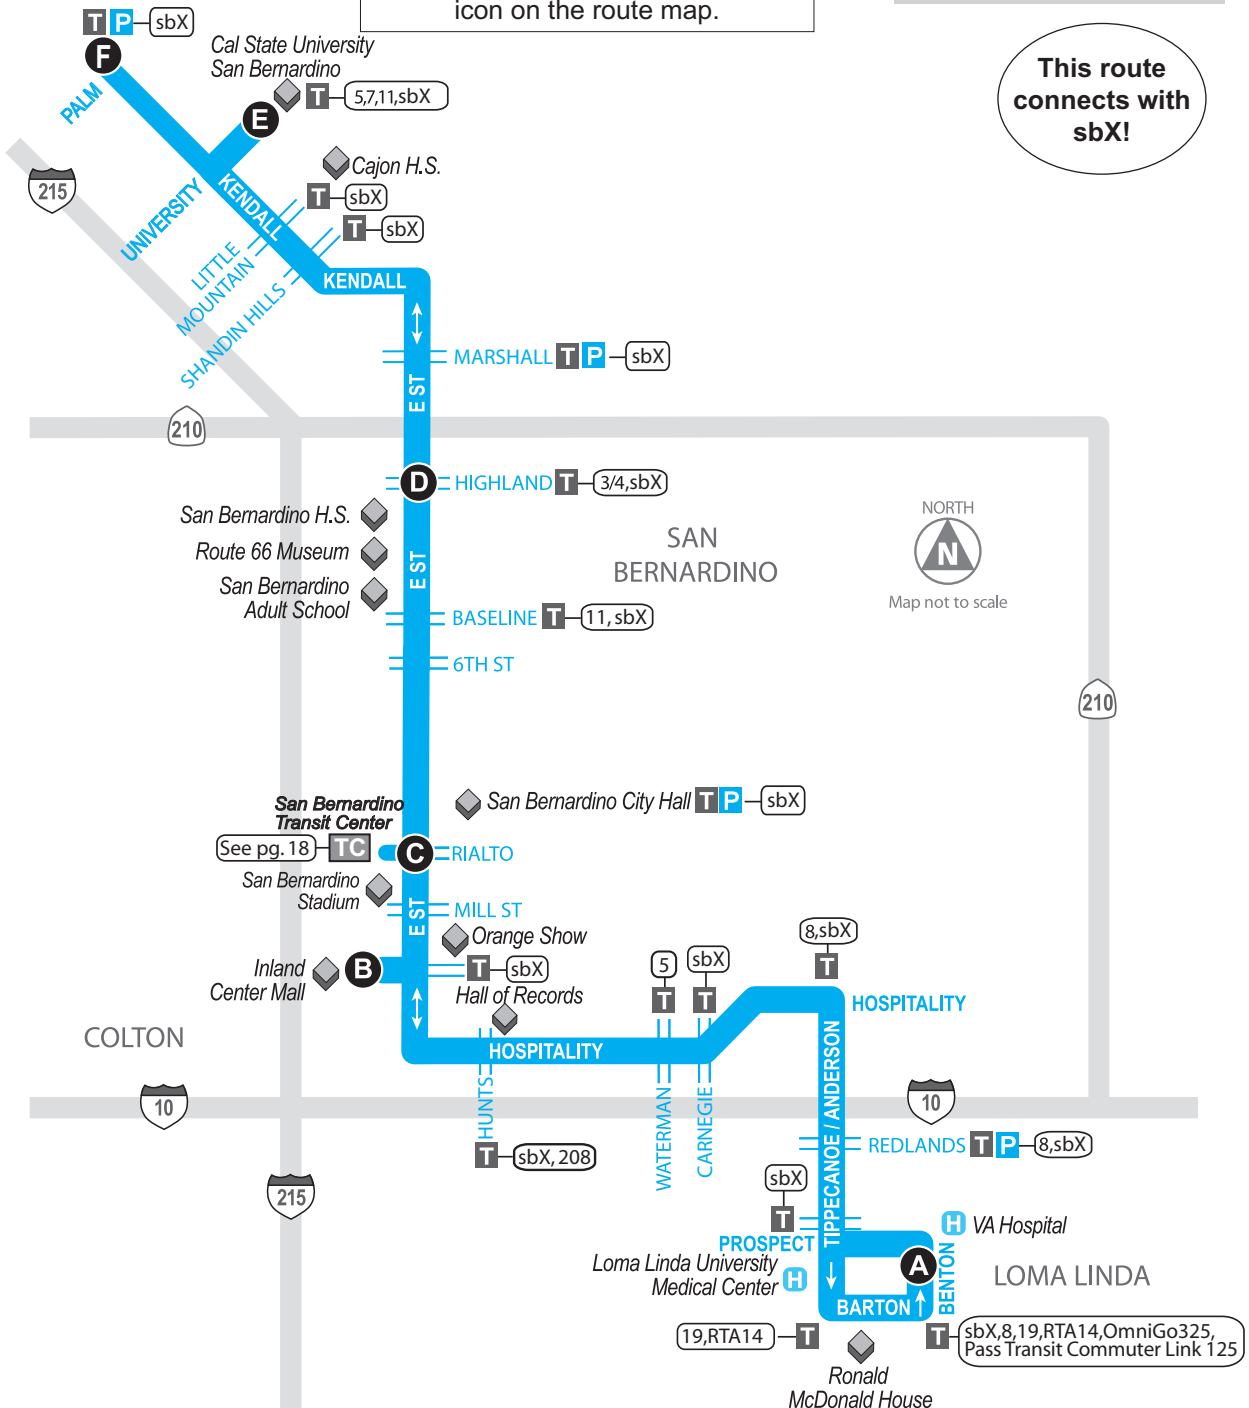 icon on the route map.
This route
connects with
sbX!
T P sbX
F
Cal State University
San Bernardino
T 5,7,11,sbX
E
PALM
215
UNIVERSITY
KENDALL
Cajon H.S.
T sbX
T sbX
LITTLE
MOUNTAIN
SHANDIN HILLS
KENDALL
MARSHALL T P sbX
E ST
210
D
HIGHLAND T 3/4,sbX
San Bernardino H.S.
Route 66 Museum
San Bernardino
Adult School
E ST
SAN
BERNARDINO
NORTH
N
Map not to scale
BASELINE T 11, sbX
6TH ST
210
San Bernardino City Hall T P sbX
San Bernardino
Transit Center
See pg. 18 TC
C
RIALTO
San Bernardino
Stadium
E ST
MILL ST
Orange Show
T sbX
B
Inland
Center Mall
Hall of Records
5
T
sbX
T
8,sbX
T
HOSPITALITY
COLTON
HOSPITALITY
TIPPECANOE / ANDERSON
10
10
HUNTS
T sbX, 208
WATERMAN
CARNEGIE
REDLANDS T P 8,sbX
215
sbX
T
PROSPECT
H VA Hospital
Loma Linda University
Medical Center H
A
BENTON
LOMA LINDA
BARTON
19,RTA14 T
T sbX,8,19,RTA14,OmniGo325,
Pass Transit Commuter Link 125
Ronald
McDonald House